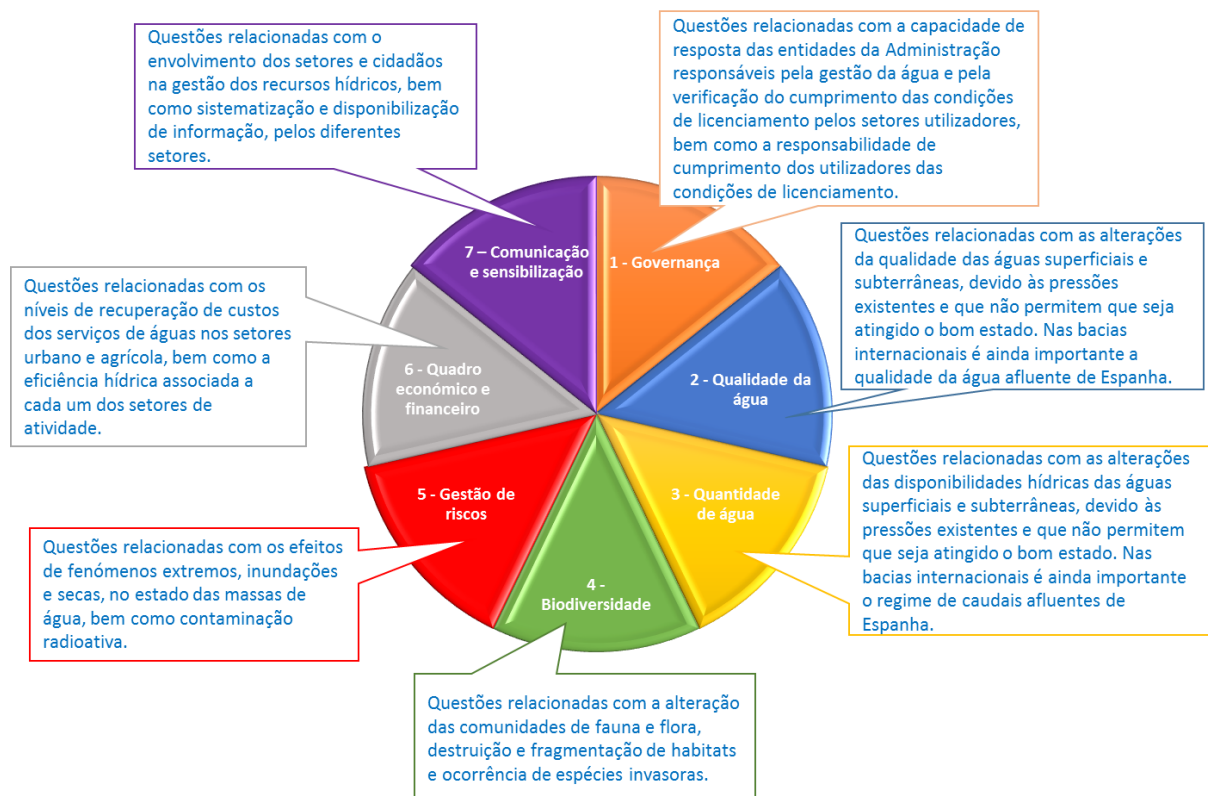 Questões relacionadas com o
envolvimento dos setores e cidadãos
na gestão dos recursos hídricos, bem
como sistematização e disponibilização
de informação, pelos diferentes
setores.
Questões relacionadas com a capacidade de
resposta das entidades da Administração
responsáveis pela gestão da água e pela
verificação do cumprimento das condições
de licenciamento pelos setores utilizadores,
bem como a responsabilidade de
cumprimento dos utilizadores das
condições de licenciamento.
7 – Comunicação
e sensibilização
1 - Governança
Questões relacionadas com as alterações
da qualidade das águas superficiais e
subterrâneas, devido às pressões
existentes e que não permitem que seja
atingido o bom estado. Nas bacias
internacionais é ainda importante a
qualidade da água afluente de Espanha.
Questões relacionadas com os
níveis de recuperação de custos
dos serviços de águas nos setores
urbano e agrícola, bem como a
eficiência hídrica associada a
cada um dos setores de
atividade.
6 - Quadro
económico e
financeiro
2 - Qualidade da
água
5 - Gestão de
riscos
3 - Quantidade
de água
Questões relacionadas com as alterações
das disponibilidades hídricas das águas
superficiais e subterrâneas, devido às
pressões existentes e que não permitem
que seja atingido o bom estado. Nas
bacias internacionais é ainda importante
o regime de caudais afluentes de
Espanha.
Questões relacionadas com os efeitos
de fenómenos extremos, inundações
e secas, no estado das massas de
água, bem como contaminação
radioativa.
4 -
Biodiversidade
Questões relacionadas com a alteração
das comunidades de fauna e flora,
destruição e fragmentação de habitats
e ocorrência de espécies invasoras.